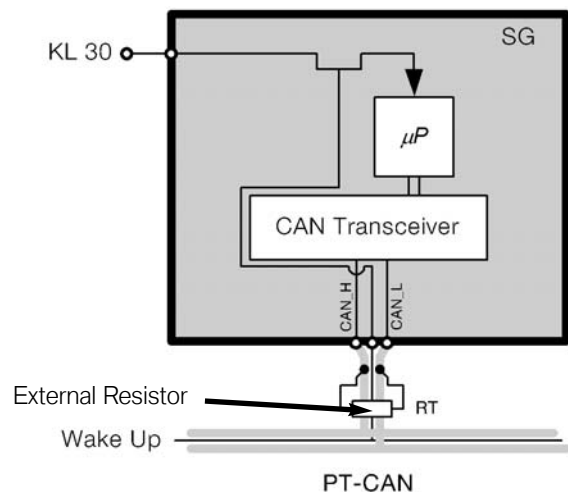 SG
KL 30
µP
CAN Transceiver
CAN_H
CAN_L
External Resistor
RT
Wake Up
PT-CAN